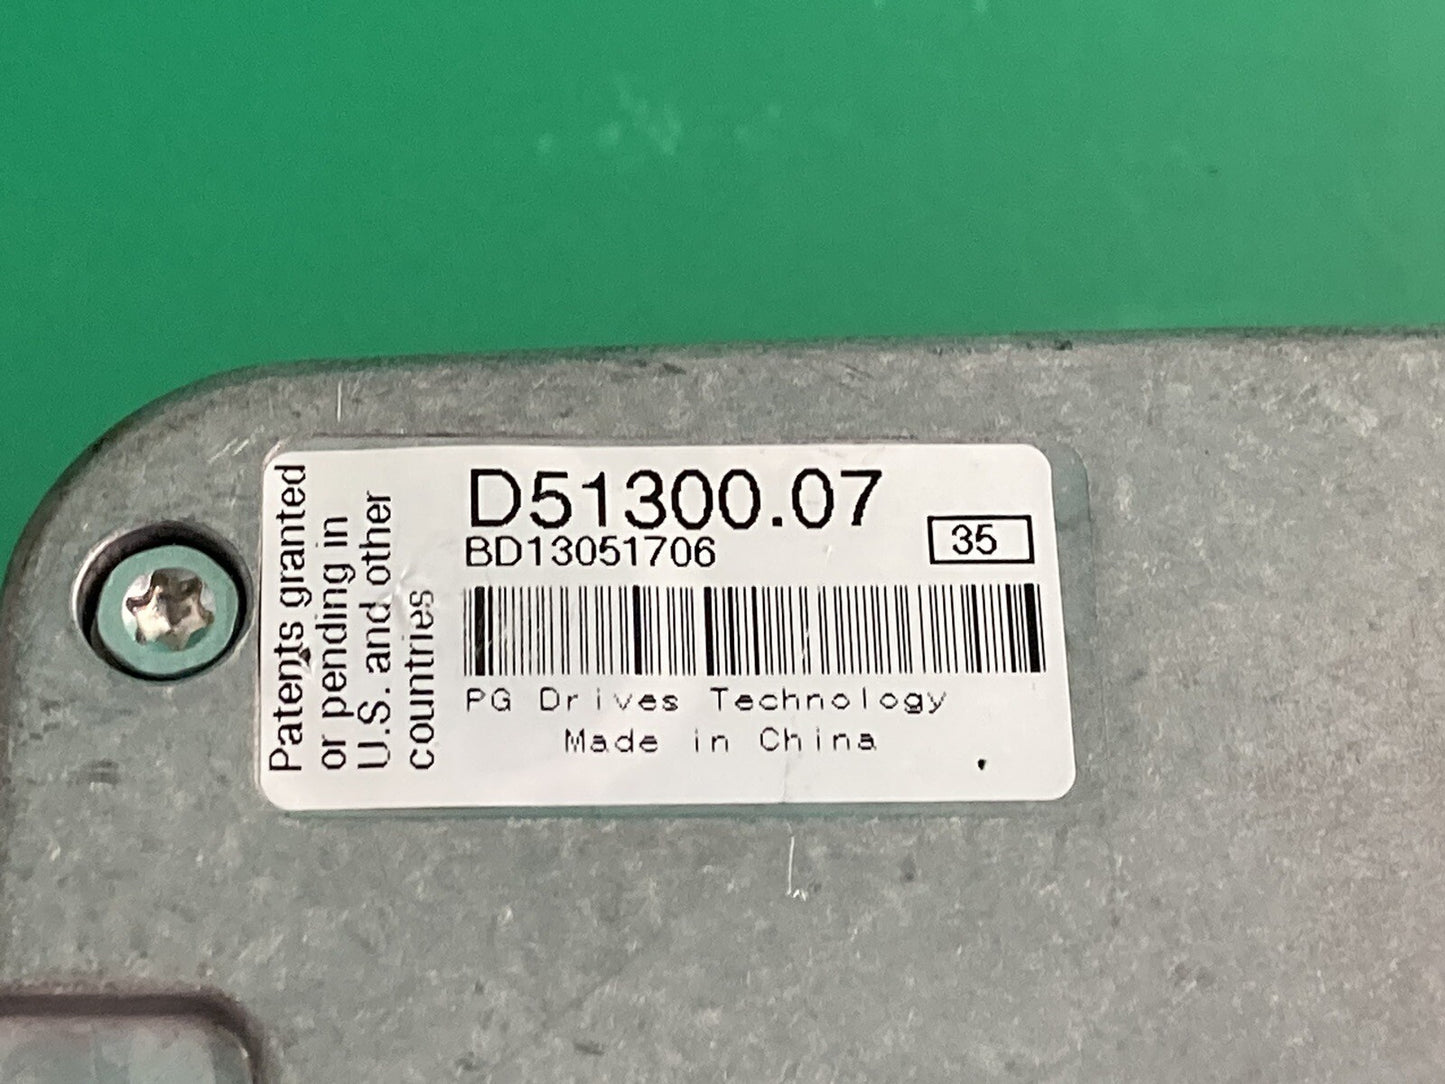 Patents granted
or pending in
U.S. and other
countries
D51300.07
BD13051706
35
PG Drives Technology
Made in China